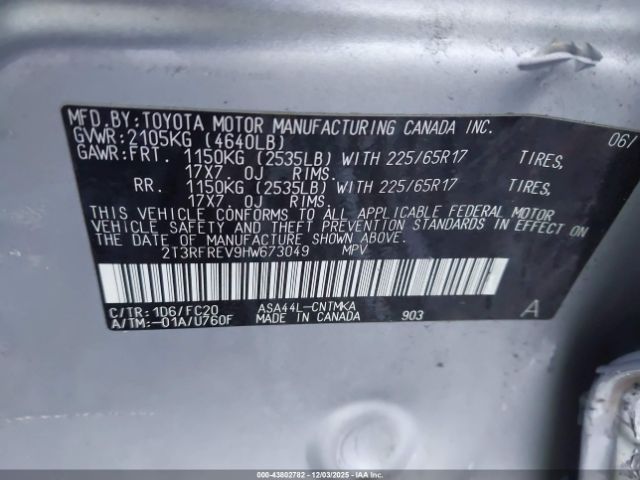 MFD.BY:TOYOTA MOTOR MANUFACTURING CANADA INC. 06/
GVWR:2105KG (4640LB)
GAWR:FRT. 1150KG (2535LB) WITH 225/65R17 TIRES,
17X7.0J RIMS.
RR. 1150KG (2535LB) WITH 225/65R17 TIRES,
17X7.0J RIMS.
THIS VEHICLE CONFORMS TO ALL APPLICABLE FEDERAL MOTOR
VEHICLE SAFETY AND THEFT PREVENTION STANDARDS IN EFFECT ON
THE DATE OF MANUFACTURE SHOWN ABOVE.
2T3RFREV9HW673049 MPV
C/TR:1D6/FC20 ASA44L-CNTMKA A
A/TM:-01A/U760F MADE IN CANADA 903
000-43802782 - 12/03/2025 - IAA Inc.